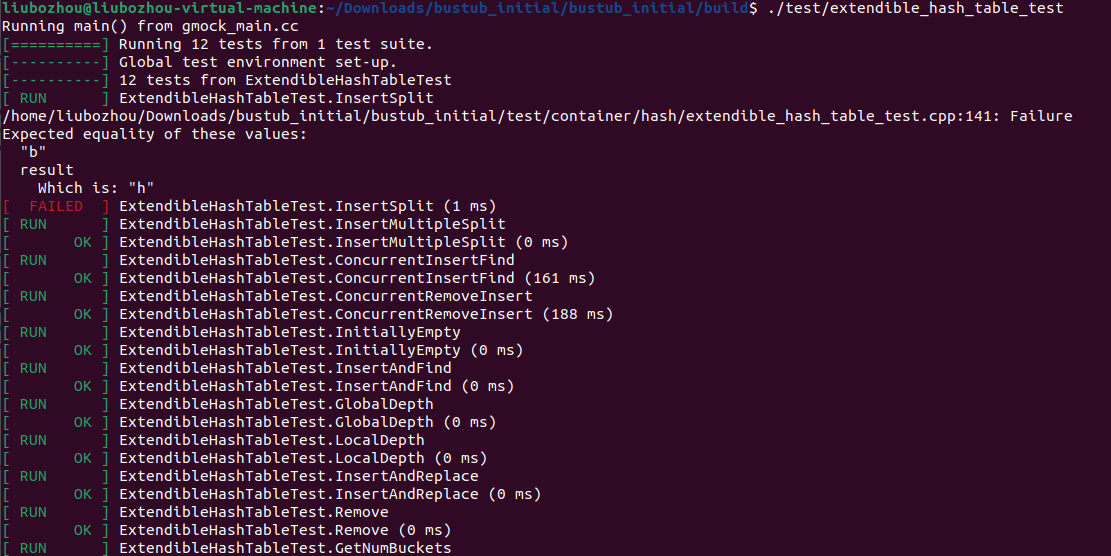 liubozhou@liubozhou-virtual-machine:~/Downloads/bustub_initial/bustub_initial/build$ ./test/extendible_hash_table_test
Running main() from gmock_main.cc
[==========] Running 12 tests from 1 test suite.
[----------] Global test environment set-up.
[----------] 12 tests from ExtendibleHashTableTest
[ RUN      ] ExtendibleHashTableTest.InsertSplit
/home/liubozhou/Downloads/bustub_initial/bustub_initial/test/container/hash/extendible_hash_table_test.cpp:141: Failure
Expected equality of these values:
  "b"
  result
    Which is: "h"
[  FAILED  ] ExtendibleHashTableTest.InsertSplit (1 ms)
[ RUN      ] ExtendibleHashTableTest.InsertMultipleSplit
[       OK ] ExtendibleHashTableTest.InsertMultipleSplit (0 ms)
[ RUN      ] ExtendibleHashTableTest.ConcurrentInsertFind
[       OK ] ExtendibleHashTableTest.ConcurrentInsertFind (161 ms)
[ RUN      ] ExtendibleHashTableTest.ConcurrentRemoveInsert
[       OK ] ExtendibleHashTableTest.ConcurrentRemoveInsert (188 ms)
[ RUN      ] ExtendibleHashTableTest.InitiallyEmpty
[       OK ] ExtendibleHashTableTest.InitiallyEmpty (0 ms)
[ RUN      ] ExtendibleHashTableTest.InsertAndFind
[       OK ] ExtendibleHashTableTest.InsertAndFind (0 ms)
[ RUN      ] ExtendibleHashTableTest.GlobalDepth
[       OK ] ExtendibleHashTableTest.GlobalDepth (0 ms)
[ RUN      ] ExtendibleHashTableTest.LocalDepth
[       OK ] ExtendibleHashTableTest.LocalDepth (0 ms)
[ RUN      ] ExtendibleHashTableTest.InsertAndReplace
[       OK ] ExtendibleHashTableTest.InsertAndReplace (0 ms)
[ RUN      ] ExtendibleHashTableTest.Remove
[       OK ] ExtendibleHashTableTest.Remove (0 ms)
[ RUN      ] ExtendibleHashTableTest.GetNumBuckets